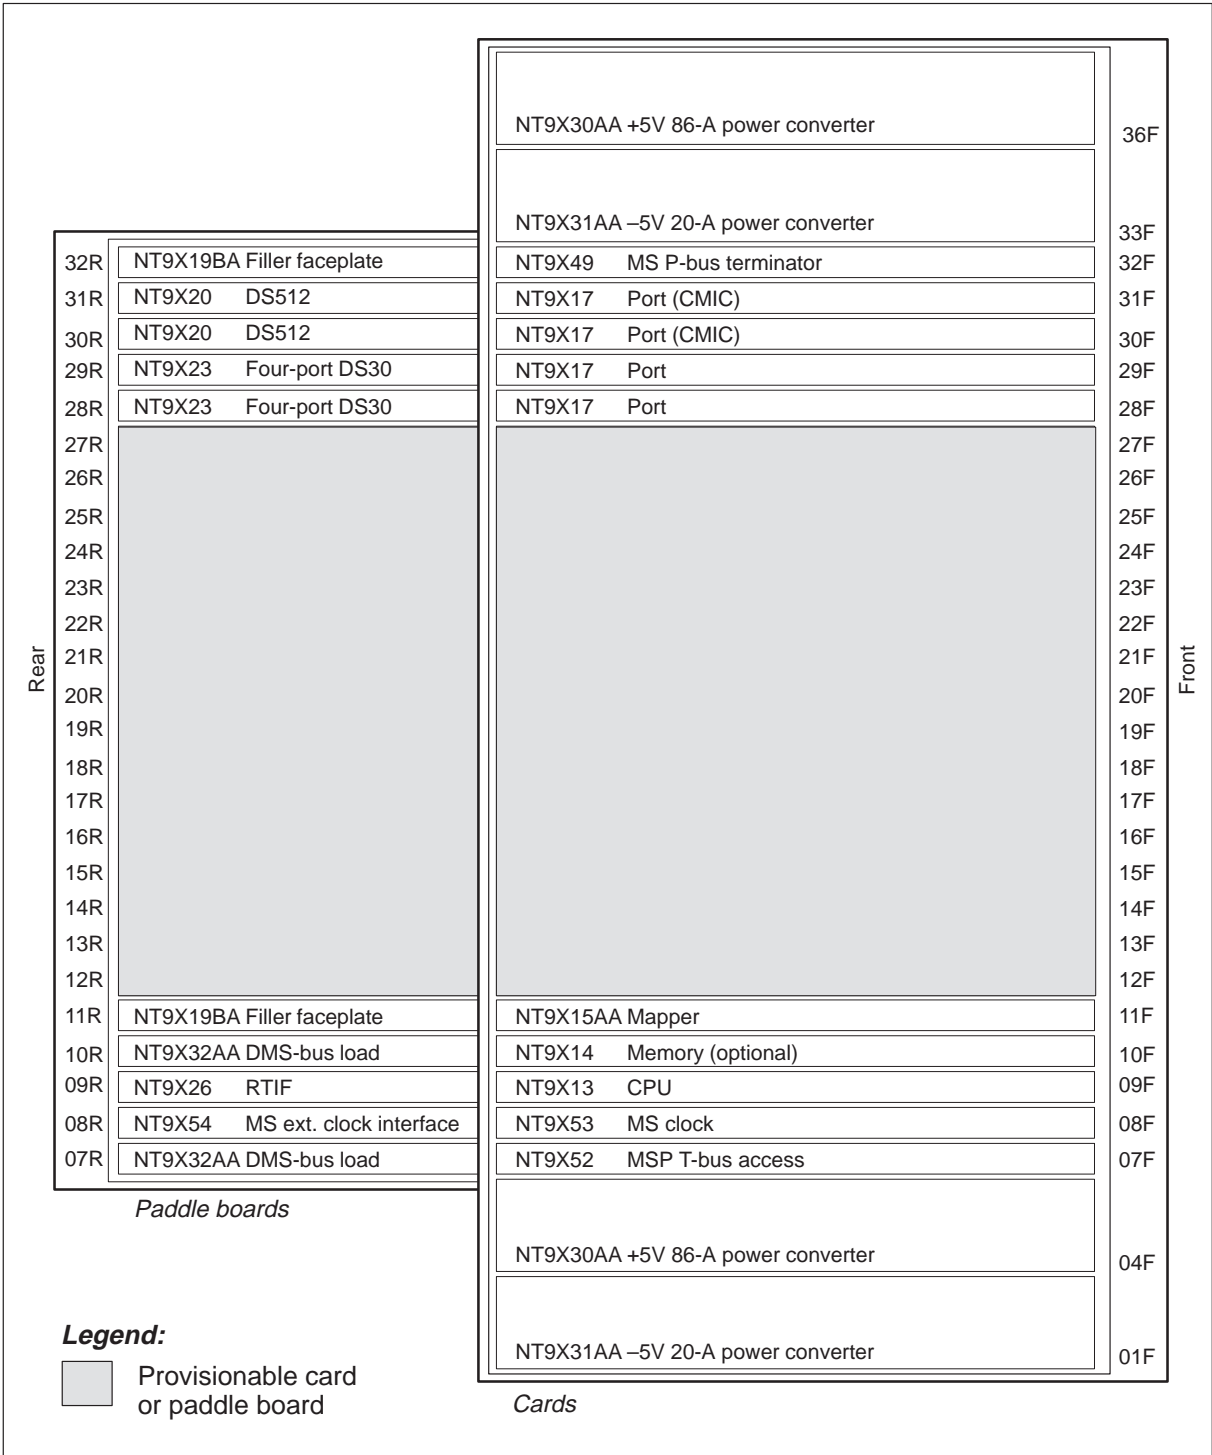 NT9X30AA +5V 86-A power converter 36F
NT9X31AA –5V 20-A power converter 33F
32R NT9X19BA Filler faceplate NT9X49 MS P-bus terminator 32F
31R NT9X20 DS512 NT9X17 Port (CMIC) 31F
30R NT9X20 DS512 NT9X17 Port (CMIC) 30F
29R NT9X23 Four-port DS30 NT9X17 Port 29F
28R NT9X23 Four-port DS30 NT9X17 Port 28F
27R 27F
26R 26F
25R 25F
24R 24F
23R 23F
22R 22F
Rear 21R 21F Front
20R 20F
19R 19F
18R 18F
17R 17F
16R 16F
15R 15F
14R 14F
13R 13F
12R 12F
11R NT9X19BA Filler faceplate NT9X15AA Mapper 11F
10R NT9X32AA DMS-bus load NT9X14 Memory (optional) 10F
09R NT9X26 RTIF NT9X13 CPU 09F
08R NT9X54 MS ext. clock interface NT9X53 MS clock 08F
07R NT9X32AA DMS-bus load NT9X52 MSP T-bus access 07F
Paddle boards
NT9X30AA +5V 86-A power converter 04F
Legend:
NT9X31AA –5V 20-A power converter 01F
Provisionable card
or paddle board
Cards